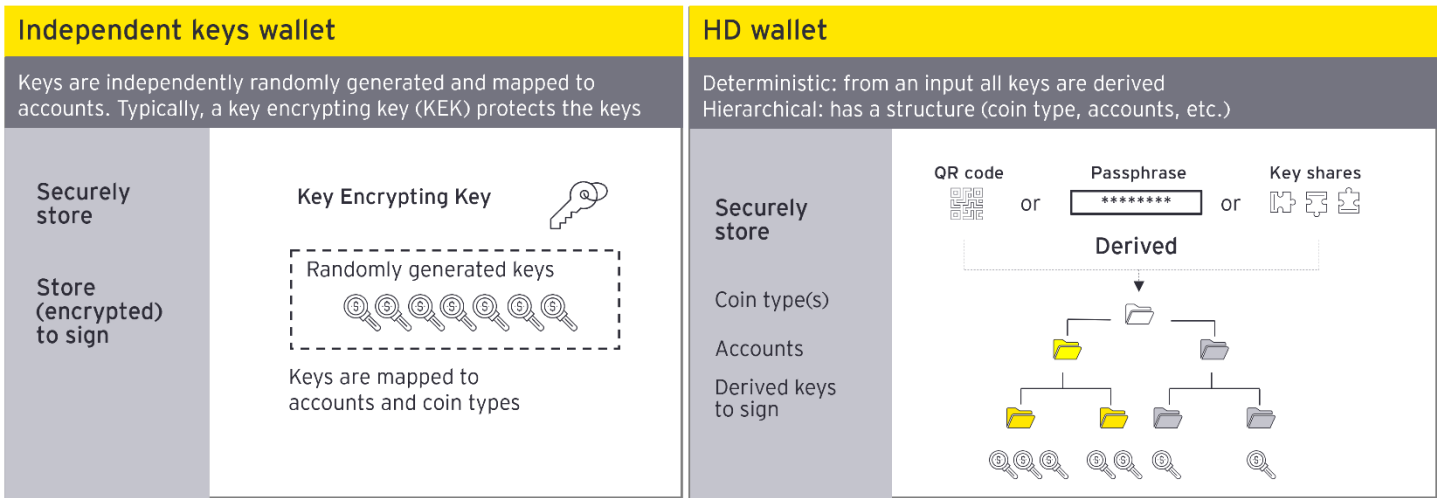 Independent keys wallet
Keys are independently randomly generated and mapped to
accounts. Typically, a key encrypting key (KEK) protects the keys
Securely
store
Key Encrypting Key
Store
(encrypted)
to sign
Randomly generated keys
Keys are mapped to
accounts and coin types
HD wallet
Deterministic: from an input all keys are derived
Hierarchical: has a structure (coin type, accounts, etc.)
Securely
store
QR code
or
Passphrase
********
or
Key shares
Derived
Coin type(s)
Accounts
Derived keys
to sign